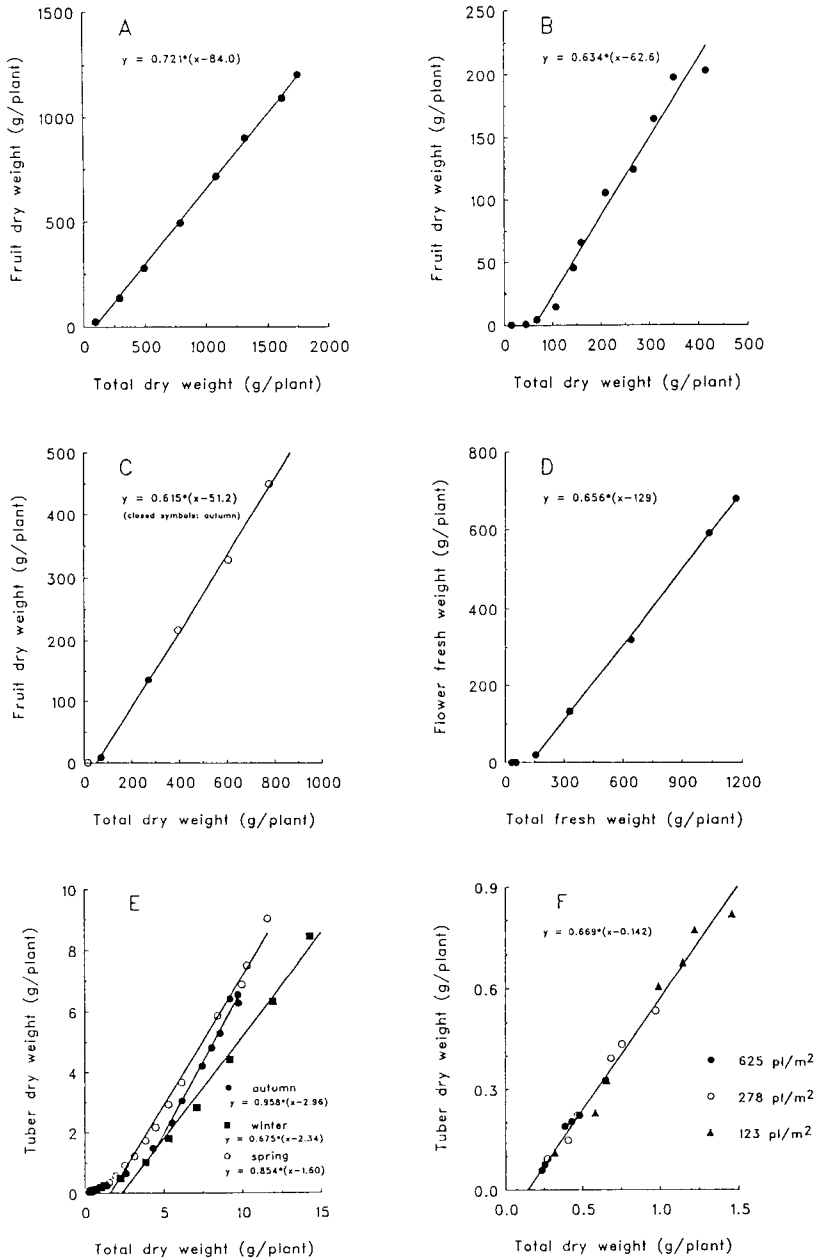 A
y = 0.721*(x-84.0)
Fruit dry weight (g/plant)
1500
1000
500
0
0 500 1000 1500 2000
Total dry weight (g/plant)
B
y = 0.634*(x-62.6)
Fruit dry weight (g/plant)
250
200
150
100
50
0
0 100 200 300 400 500
Total dry weight (g/plant)
C
y = 0.615*(x-51.2)
(closed symbols: autumn)
Fruit dry weight (g/plant)
500
450
400
300
200
100
0
0 200 400 600 800 1000
Total dry weight (g/plant)
D
y = 0.656*(x-129)
Flower fresh weight (g/plant)
800
600
400
200
0
0 300 600 900 1200
Total fresh weight (g/plant)
E
Tuber dry weight (g/plant)
10
8
6
4
2
0
autumn
y = 0.958*(x-2.96)
winter
y = 0.675*(x-2.34)
spring
y = 0.854*(x-1.60)
0 5 10 15
Total dry weight (g/plant)
F
y = 0.669*(x-0.142)
Tuber dry weight (g/plant)
0.9
0.6
0.3
0.0
625 pl/m²
278 pl/m²
123 pl/m²
0.0 0.5 1.0 1.5
Total dry weight (g/plant)